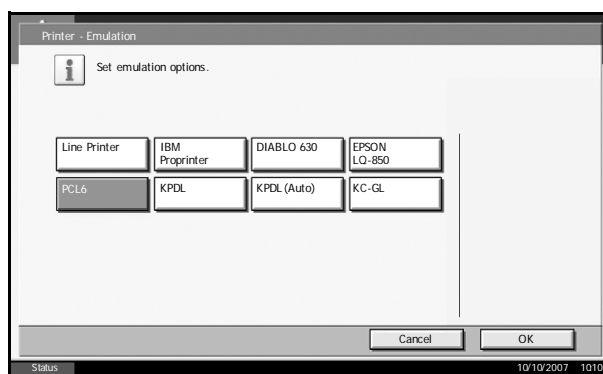 Printer - Emulation
Set emulation options.
Line Printer
IBM
Proprinter
DIABLO 630
EPSON
LQ-850
PCL6
KPDL
KPDL (Auto)
KC-GL
Cancel
OK
Status
10/10/2007 1010